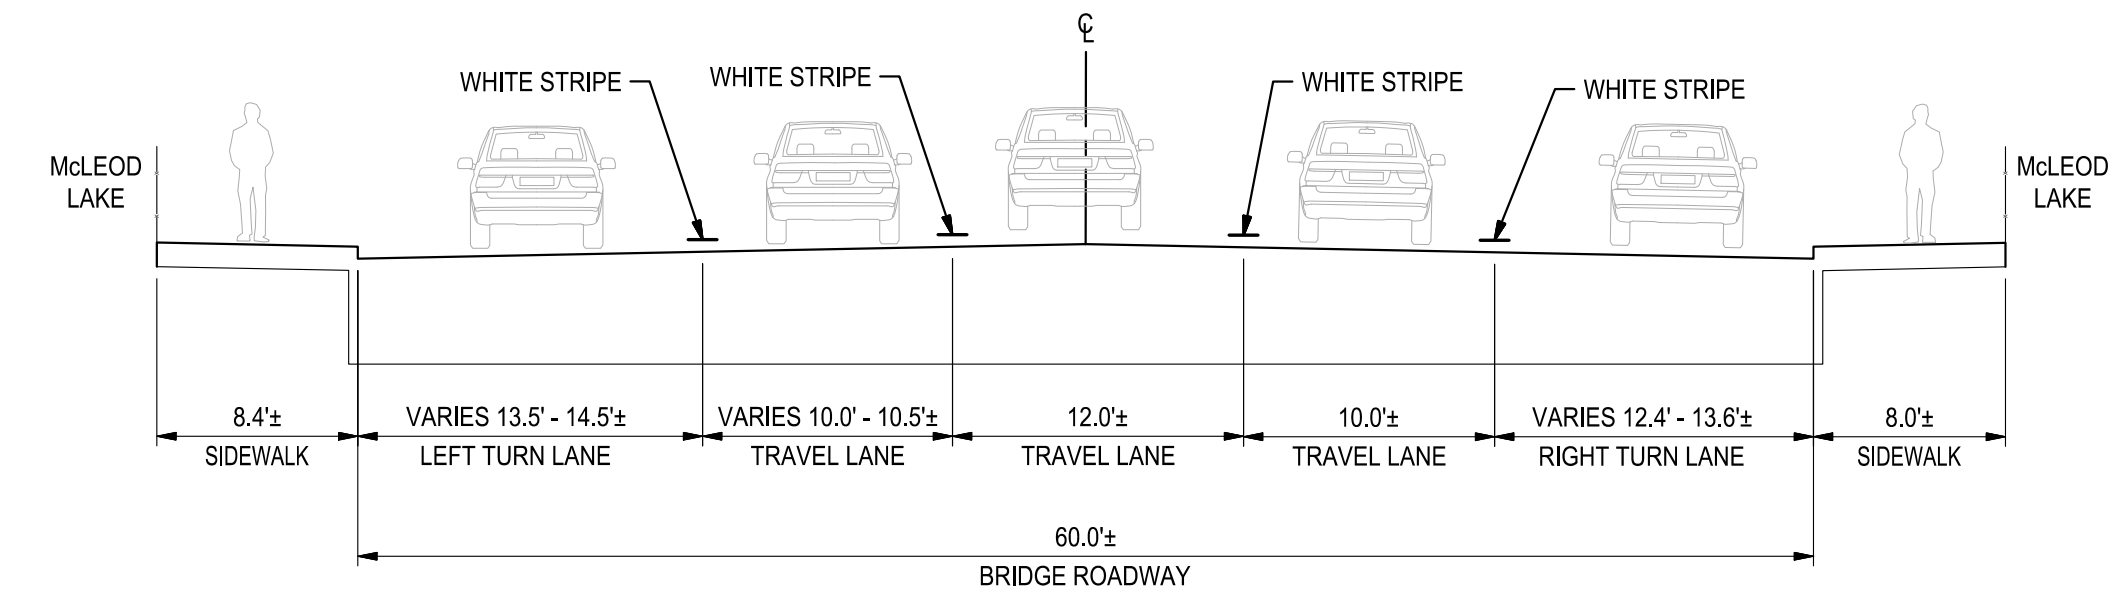 ℄
WHITE STRIPE
WHITE STRIPE
WHITE STRIPE
WHITE STRIPE
McLEOD
LAKE
McLEOD
LAKE
8.4'±
SIDEWALK
VARIES 13.5' - 14.5'±
LEFT TURN LANE
VARIES 10.0' - 10.5'±
TRAVEL LANE
12.0'±
TRAVEL LANE
10.0'±
TRAVEL LANE
VARIES 12.4' - 13.6'±
RIGHT TURN LANE
8.0'±
SIDEWALK
60.0'±
BRIDGE ROADWAY